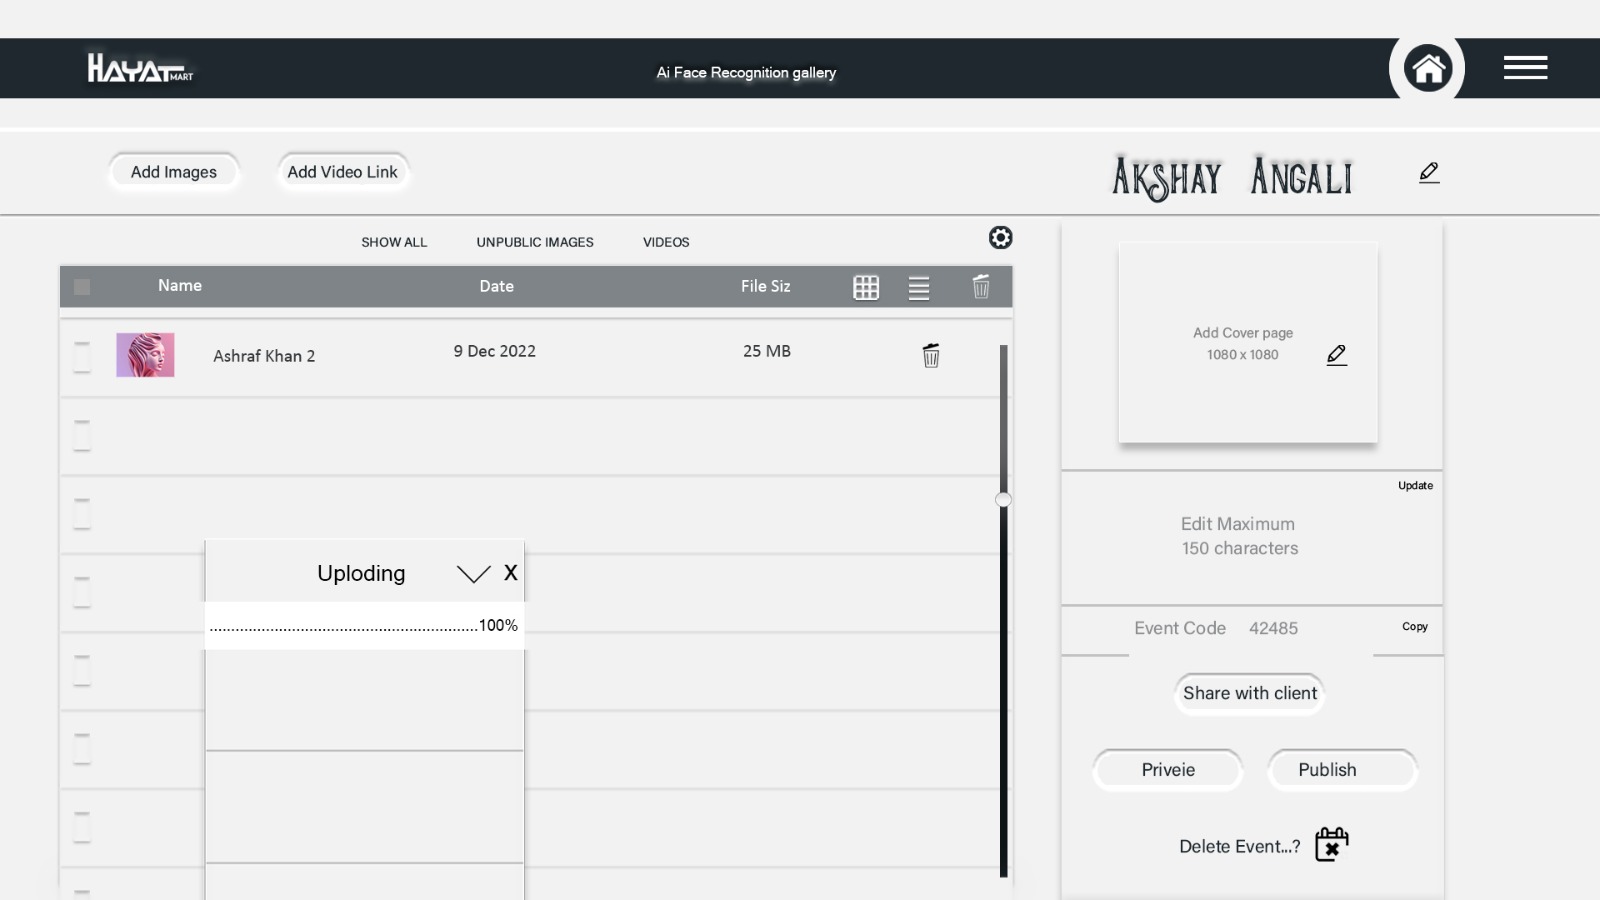 HAYAT MART
Ai Face Recognition gallery
Add Images
Add Video Link
AKSHAY ANGALI
SHOW ALL
UNPUBLIC IMAGES
VIDEOS
Name
Date
File Siz
Ashraf Khan 2
9 Dec 2022
25 MB
Uploding
X
............................................................100%
Add Cover page
1080 x 1080
Update
Edit Maximum
150 characters
Event Code 42485
Copy
Share with client
Priveie
Publish
Delete Event...?